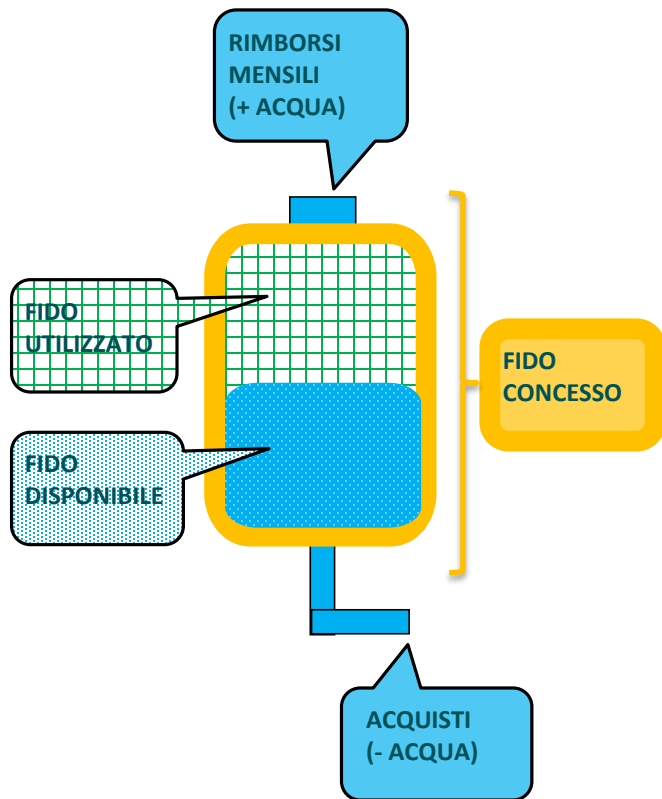 RIMBORSI
MENSILI
(+ ACQUA)
FIDO
UTILIZZATO
FIDO
CONCESSO
FIDO
DISPONIBILE
ACQUISTI
(- ACQUA)